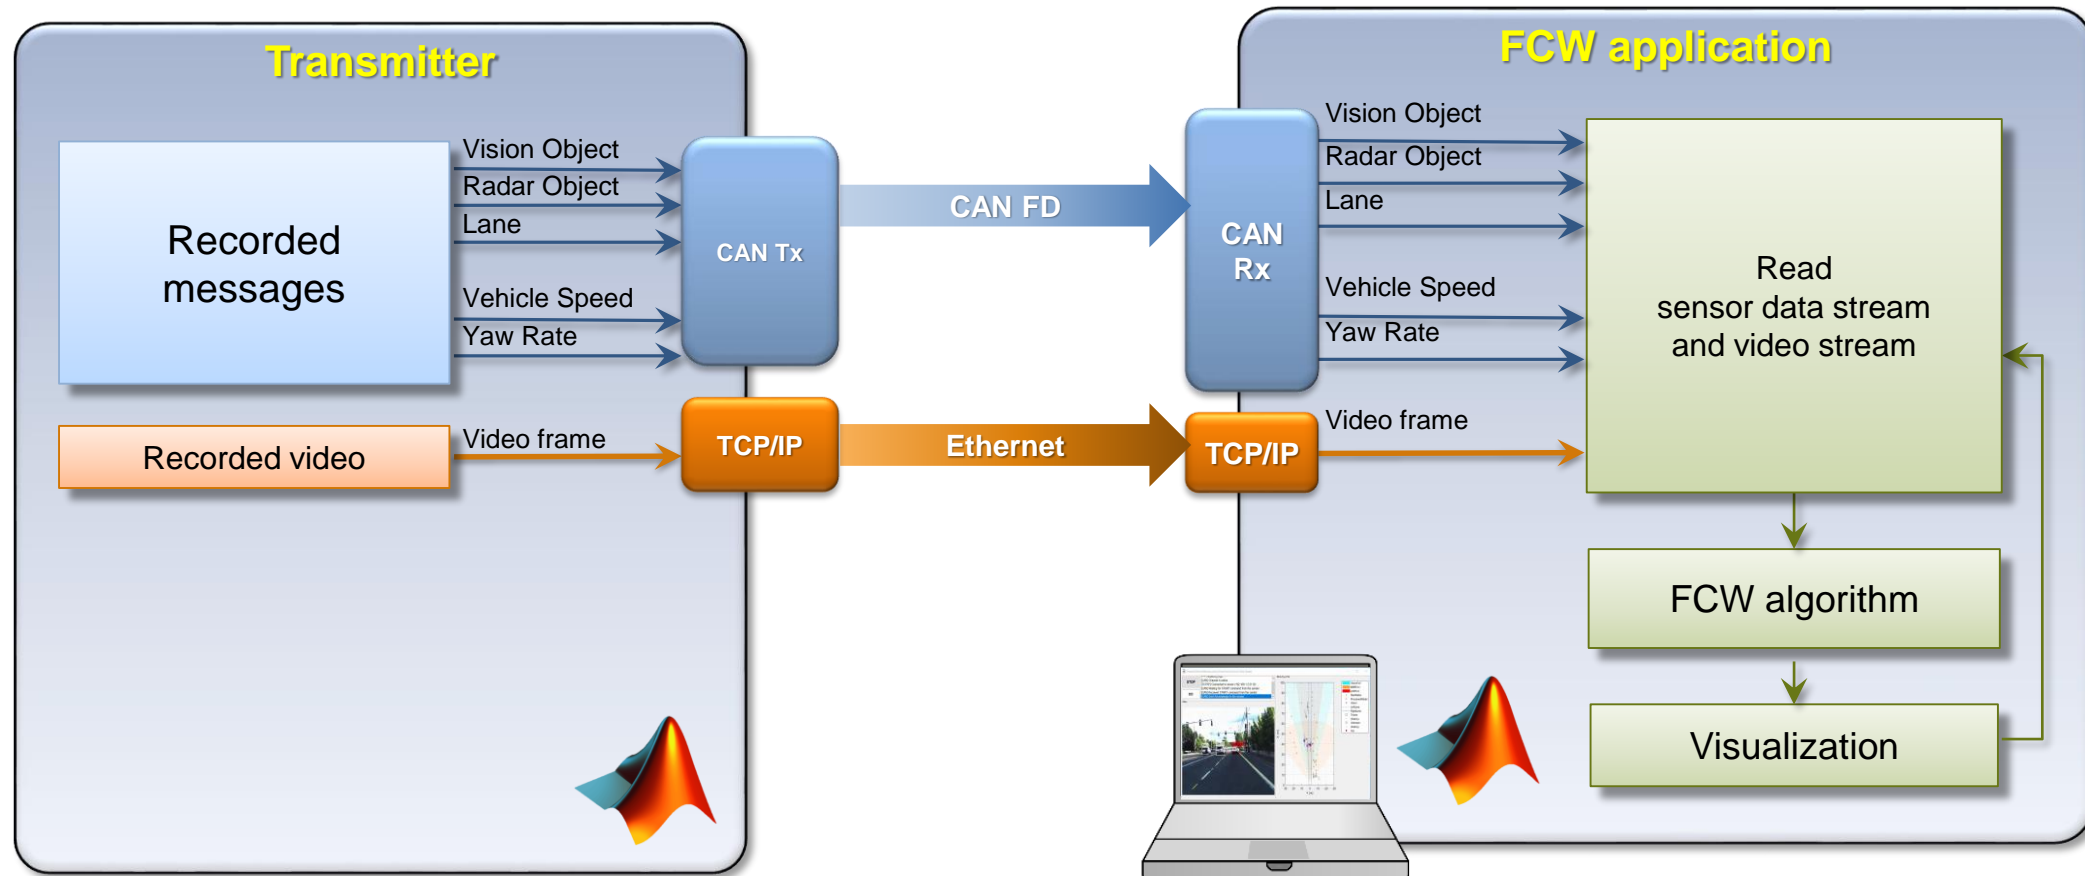 Transmitter
Recorded
messages
Vision Object
Radar Object
Lane
Vehicle Speed
Yaw Rate
CAN Tx
Recorded video
Video frame
TCP/IP
CAN FD
Ethernet
FCW application
CAN
Rx
Vision Object
Radar Object
Lane
Vehicle Speed
Yaw Rate
TCP/IP
Video frame
Read
sensor data stream
and video stream
FCW algorithm
Visualization